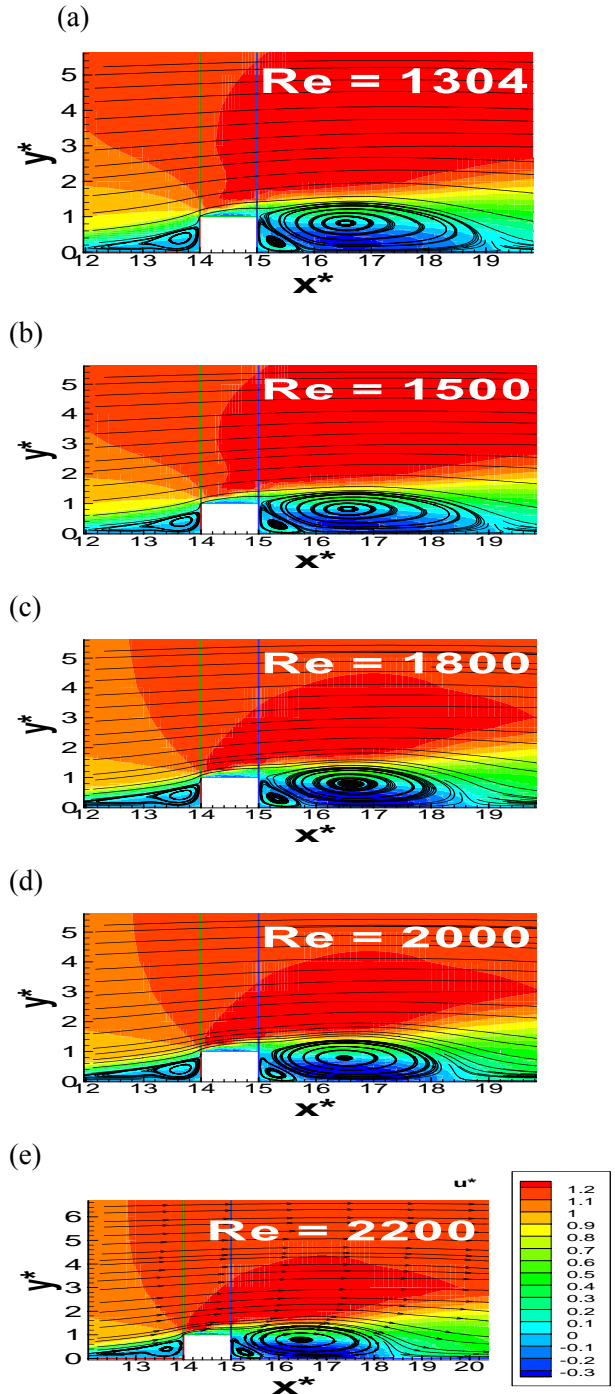 (a)
Re = 1304
y*
5
4
3
2
1
0
12 13 14 15 16 17 18 19
x*
(b)
Re = 1500
y*
5
4
3
2
1
0
12 13 14 15 16 17 18 19
x*
(c)
Re = 1800
y*
5
4
3
2
1
0
12 13 14 15 16 17 18 19
x*
(d)
Re = 2000
y*
5
4
3
2
1
0
12 13 14 15 16 17 18 19
x*
(e)
u*
Re = 2200
y*
6
5
4
3
2
1
0
12 13 14 15 16 17 18 19 20
x*
1.2
1.1
1
0.9
0.8
0.7
0.6
0.5
0.4
0.3
0.2
0.1
0
-0.1
-0.2
-0.3